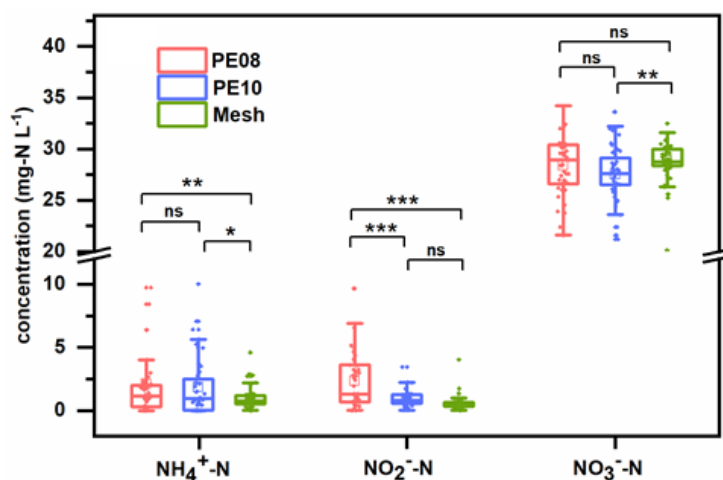 PE08
PE10
Mesh
concentration (mg-N L⁻¹)
40
35
30
25
20
10
5
0
ns
ns
**
**
ns
*
***
***
ns
NH₄⁺-N
NO₂⁻-N
NO₃⁻-N